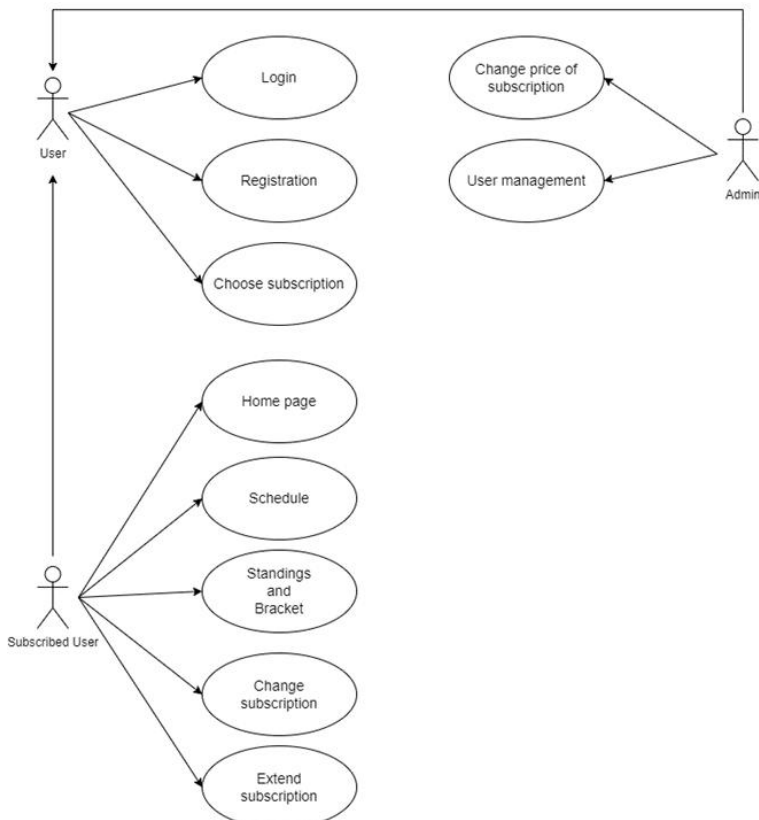 Login
Change price of
subscription
User
Registration
User management
Admin
Choose subscription
Home page
Schedule
Standings
and
Bracket
Subscribed User
Change
subscription
Extend
subscription